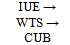 IUE →
WTS →
CUB